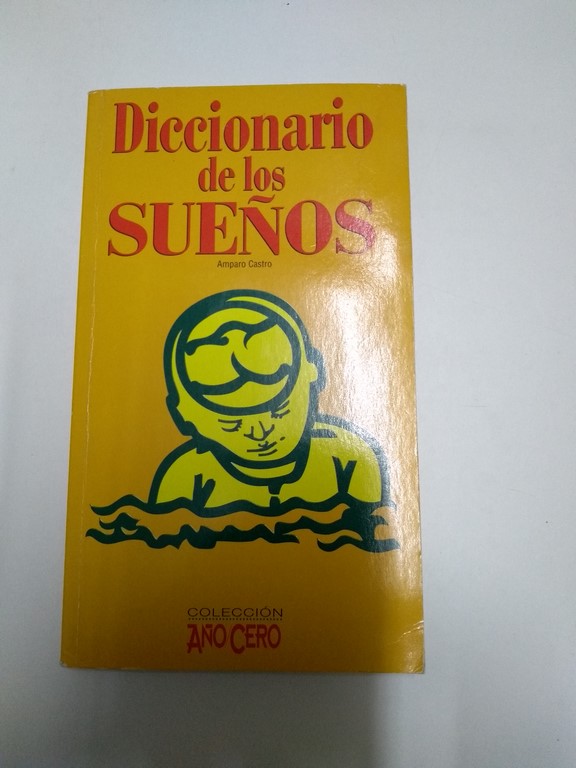 Diccionario
de los
SUEÑOS
Amparo Castro
COLECCIÓN
AÑO CERO